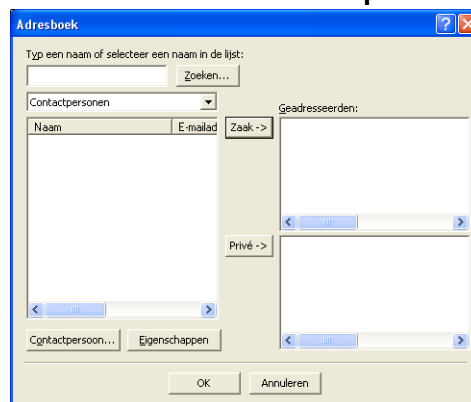 Adresboek
Typ een naam of selecteer een naam in de lijst:
Zoeken...
Contactpersonen
Geadresseerden:
Naam E-mailad
Zaak ->
Privé ->
Contactpersoon... Eigenschappen
OK Annuleren